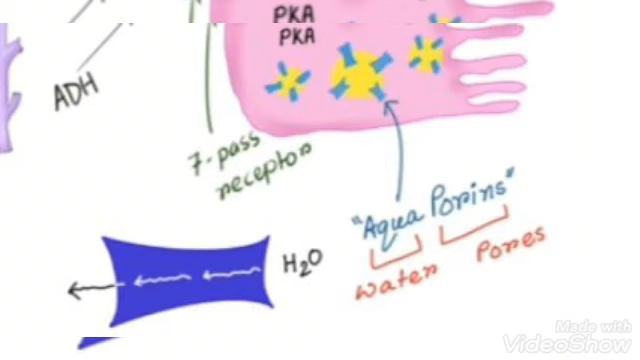 PKA
PKA
ADH
7-pass
receptor
"Aqua Porins"
water Pores
H₂O
Made with
VideoShow